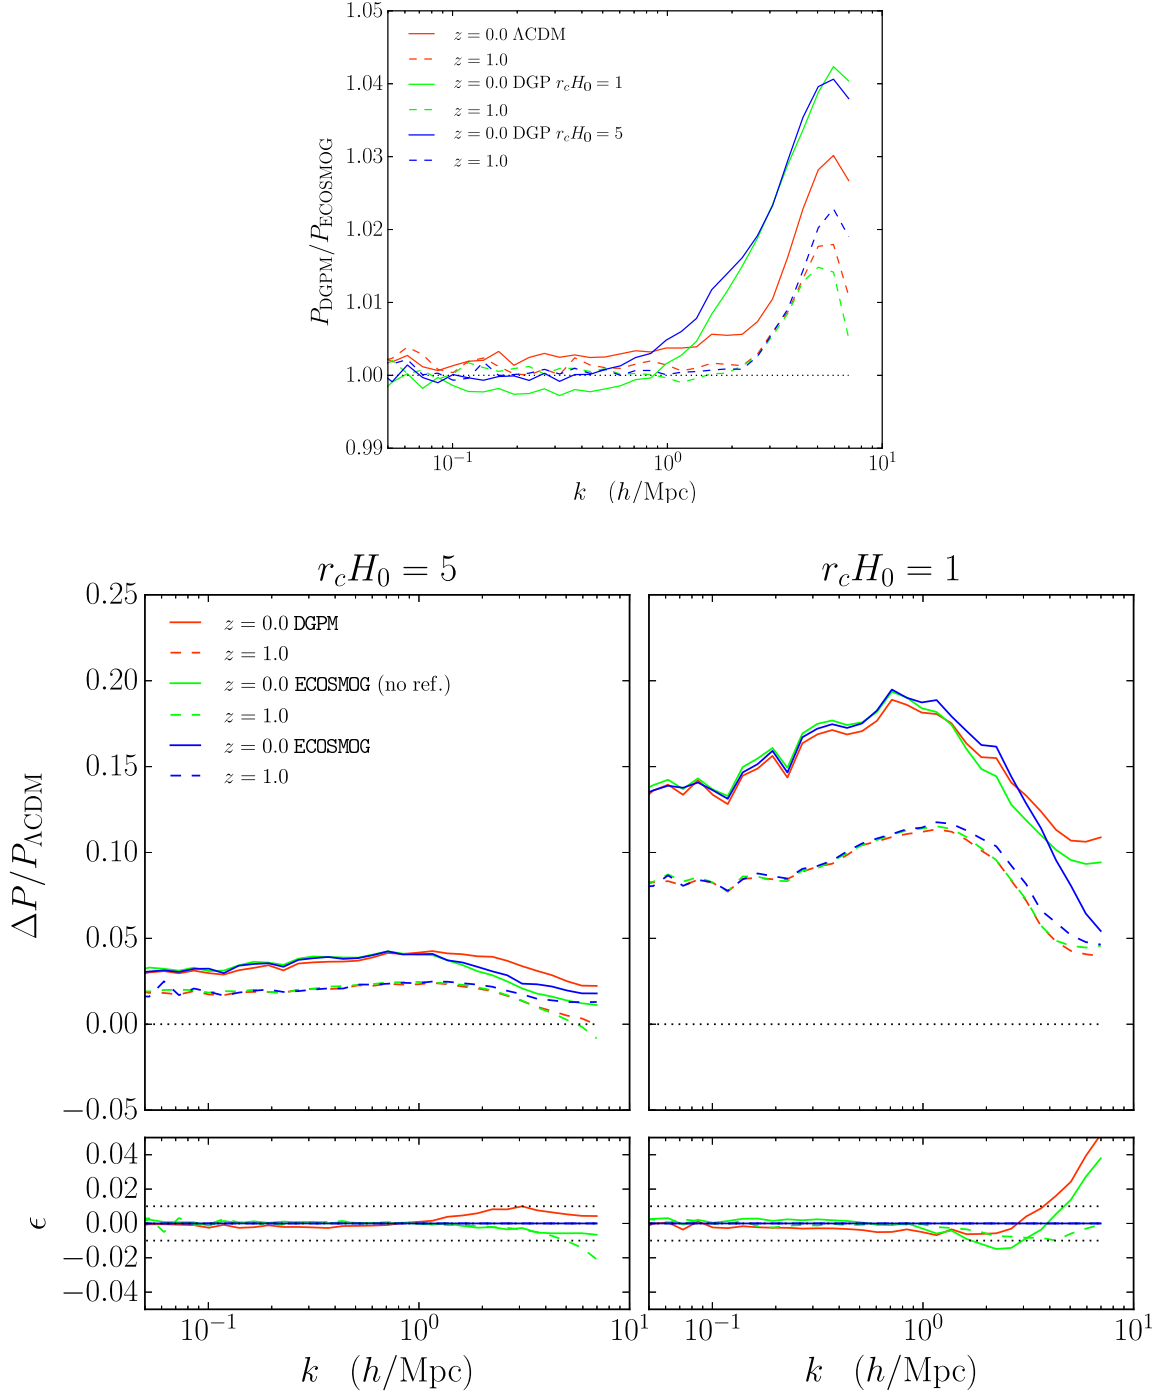 1.05
1.04
1.03
1.02
1.01
1.00
0.99
P_DGPM/P_ECOSMOG
z = 0.0 ΛCDM
z = 1.0
z = 0.0 DGP r_cH_0 = 1
z = 1.0
z = 0.0 DGP r_cH_0 = 5
z = 1.0
10^−1 10^0 10^1
k (h/Mpc)
r_cH_0 = 5 r_cH_0 = 1
0.25
0.20
0.15
0.10
0.05
0.00
−0.05
ΔP/P_ΛCDM
z = 0.0 DGPM
z = 1.0
z = 0.0 ECOSMOG (no ref.)
z = 1.0
z = 0.0 ECOSMOG
z = 1.0
0.04
0.02
0.00
−0.02
−0.04
ϵ
10^−1 10^0 10^1 10^−1 10^0 10^1
k (h/Mpc) k (h/Mpc)